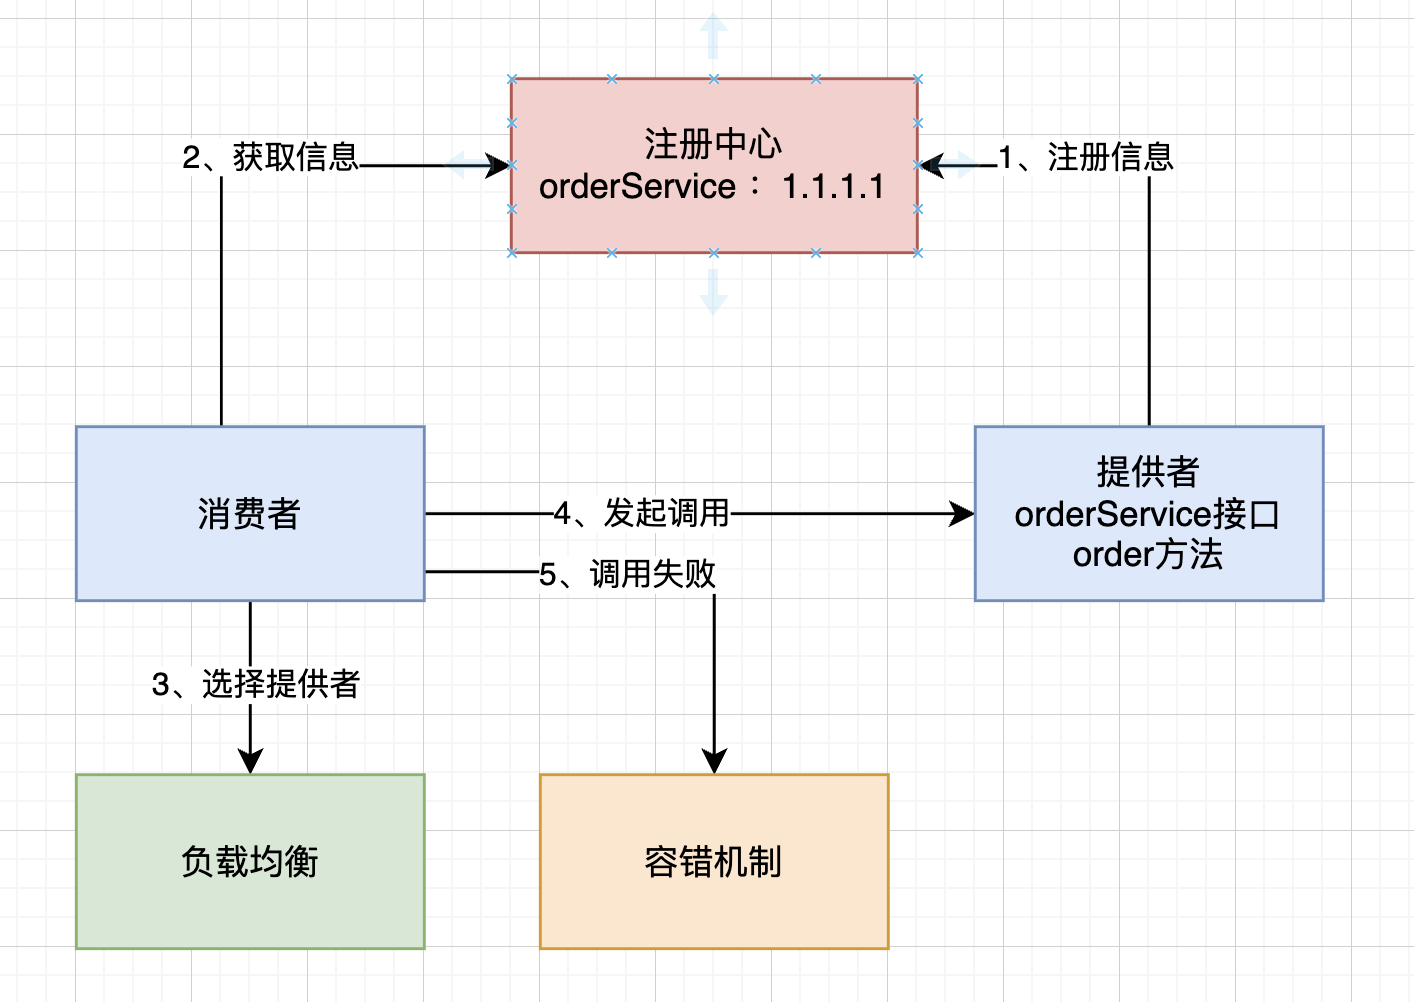 注册中心
orderService： 1.1.1.1
2、获取信息
1、注册信息
消费者
4、发起调用
提供者
orderService接口
order方法
5、调用失败
3、选择提供者
负载均衡
容错机制